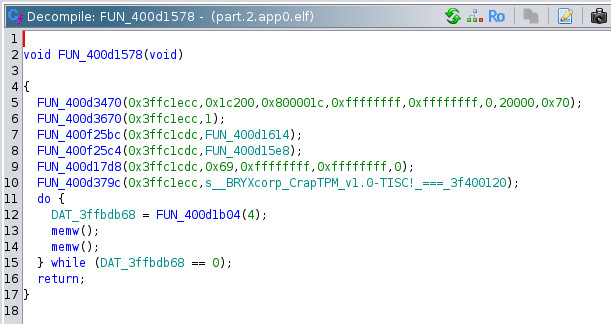 Decompile: FUN_400d1578 - (part.2.app0.elf)
Ro
1
2 void FUN_400d1578(void)
3
4 {
5 FUN_400d3470(0x3ffc1ecc,0x1c200,0x800001c,0xffffffff,0xffffffff,0,20000,0x70);
6 FUN_400d3670(0x3ffc1ecc,1);
7 FUN_400f25bc(0x3ffc1cdc,FUN_400d1614);
8 FUN_400f25c4(0x3ffc1cdc,FUN_400d15e8);
9 FUN_400d17d8(0x3ffc1cdc,0x69,0xffffffff,0xffffffff,0);
10 FUN_400d379c(0x3ffc1ecc,s__BRYXcorp_CrapTPM_v1.0-TISC!_===_3f400120);
11 do {
12 DAT_3ffbdb68 = FUN_400d1b04(4);
13 memw();
14 memw();
15 } while (DAT_3ffbdb68 == 0);
16 return;
17 }
18